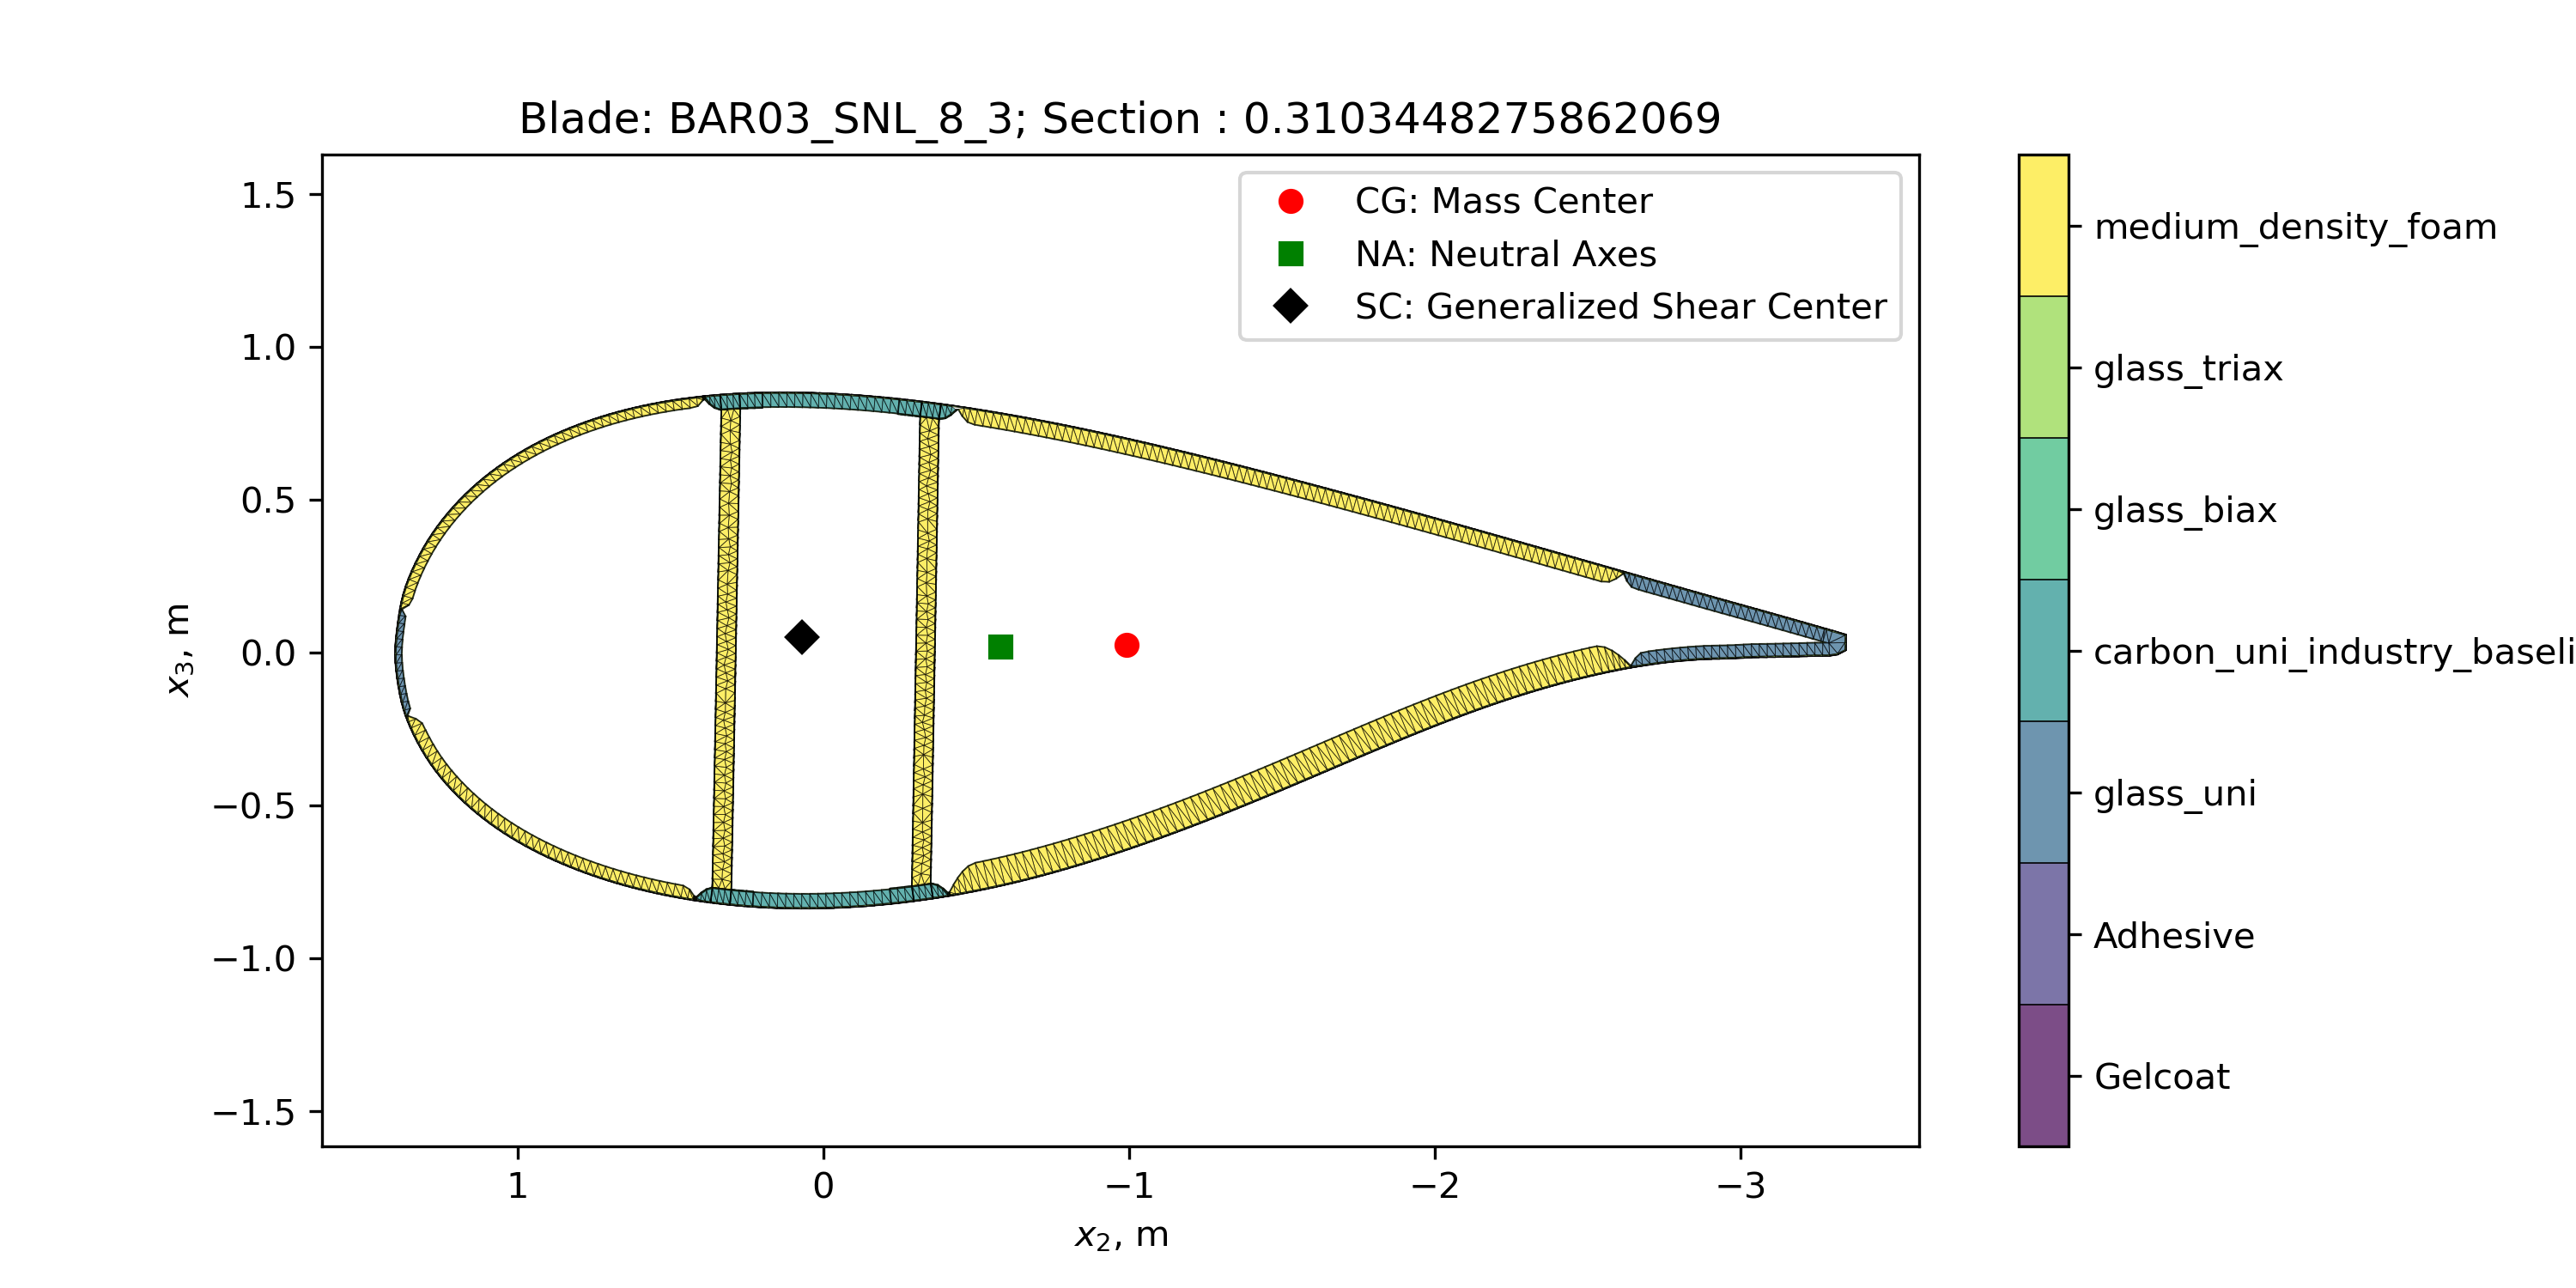 Blade: BAR03_SNL_8_3; Section : 0.3103448275862069
CG: Mass Center
NA: Neutral Axes
SC: Generalized Shear Center
1.5
1.0
0.5
0.0
−0.5
−1.0
−1.5
x₃, m
1 0 −1 −2 −3
x₂, m
medium_density_foam
glass_triax
glass_biax
carbon_uni_industry_baseli
glass_uni
Adhesive
Gelcoat